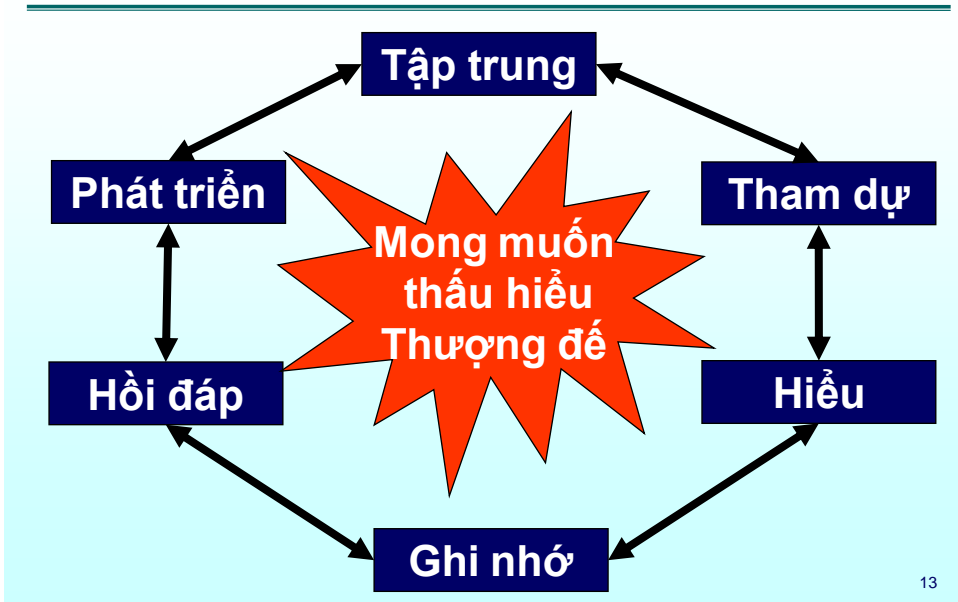 Tập trung
Phát triển
Tham dự
Mong muốn
thấu hiểu
Thượng đế
Hồi đáp
Hiểu
Ghi nhớ
13